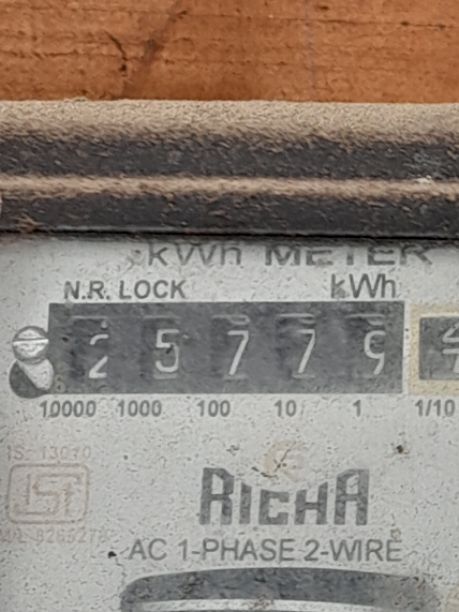 kWh METER
N.R. LOCK kWh
2 5 7 7 9
10000 1000 100 10 1 1/10
IS: 13010
ISI
RICHA
AC 1-PHASE 2-WIRE